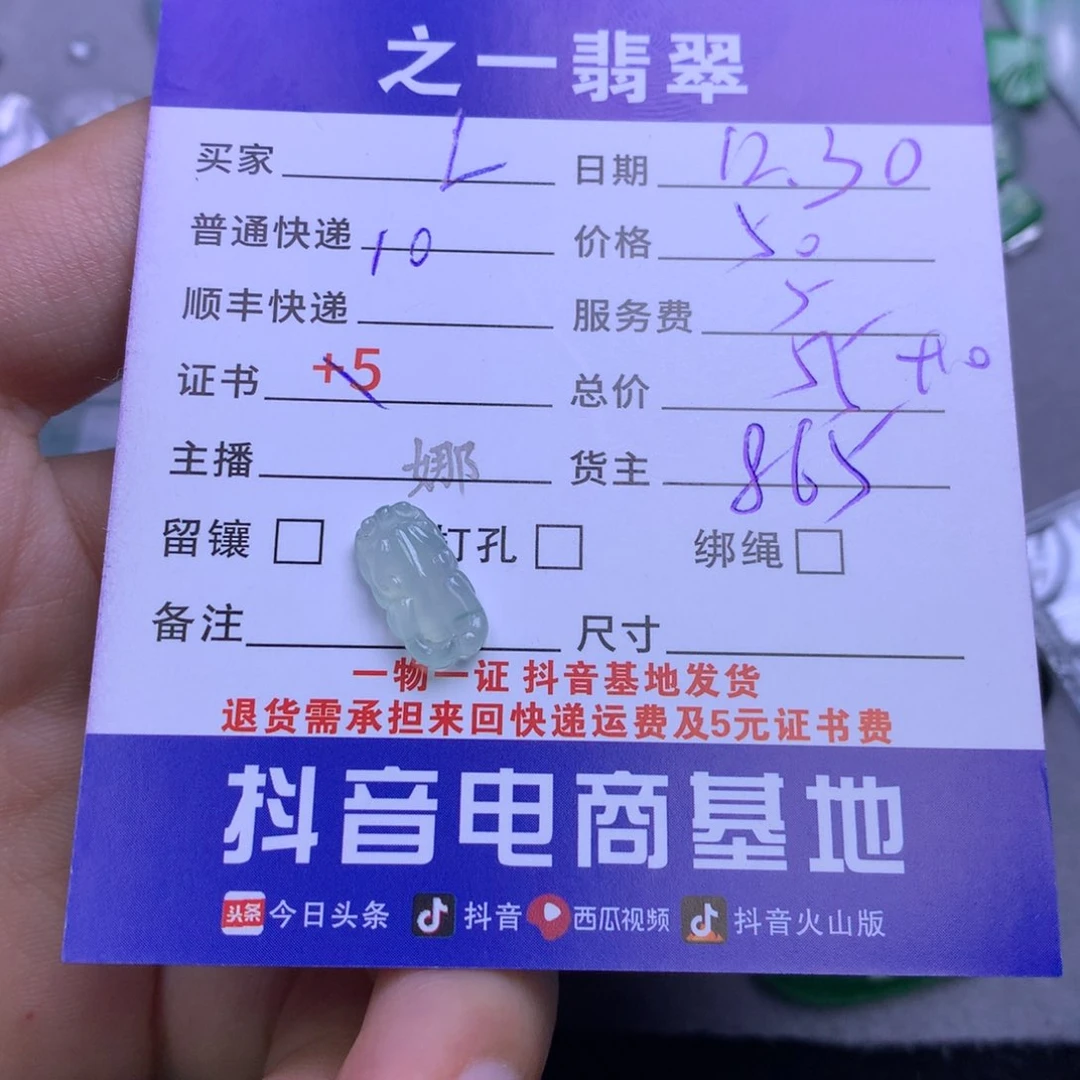 之一翡翠
买家 L 日期 12.30
普通快递 10 价格 50
顺丰快递 服务费 5
证书 +5 总价 55 +10
主播 娜 货主 865
留镶 打孔 绑绳
备注 尺寸
一物一证 抖音基地发货
退货需承担来回快递运费及5元证书费
抖音电商基地
头条 今日头条 抖音 西瓜视频 抖音火山版